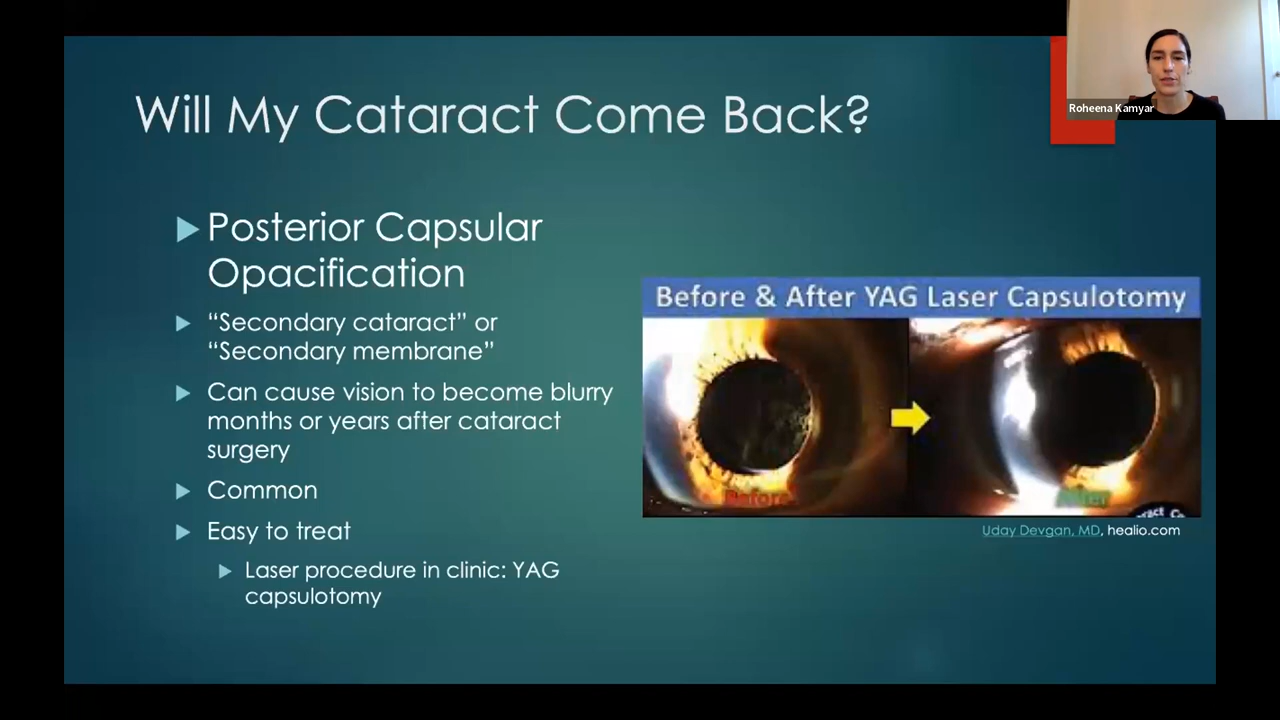 Roheena Kamyar
Will My Cataract Come Back?
Posterior Capsular
Opacification
“Secondary cataract” or
“Secondary membrane”
Can cause vision to become blurry
months or years after cataract
surgery
Common
Easy to treat
Laser procedure in clinic: YAG
capsulotomy
Before & After YAG Laser Capsulotomy
Before
After
Uday Devgan, MD, healio.com